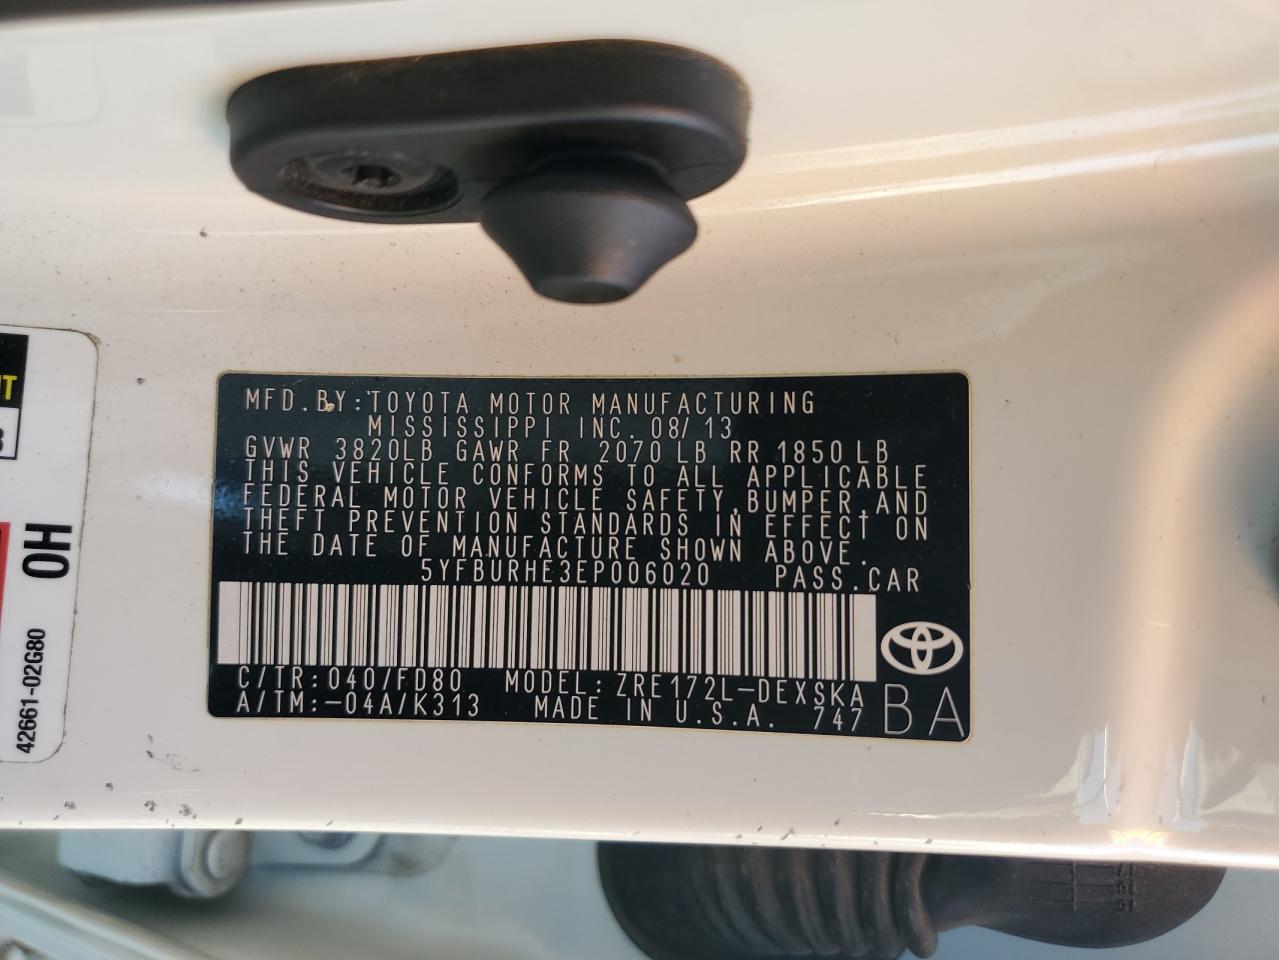 MFD. BY: TOYOTA MOTOR MANUFACTURING
MISSISSIPPI INC. 08/13
GVWR 3820LB GAWR FR 2070 LB RR 1850 LB
THIS VEHICLE CONFORMS TO ALL APPLICABLE
FEDERAL MOTOR VEHICLE SAFETY, BUMPER, AND
THEFT PREVENTION STANDARDS IN EFFECT ON
THE DATE OF MANUFACTURE SHOWN ABOVE.
5YFBURHE3EP006020 PASS. CAR
C/TR: 040/FD80 MODEL: ZRE172L-DEXSKA
A/TM: -04A/K313 MADE IN U.S.A. 747
BA
0H
42661-02G80